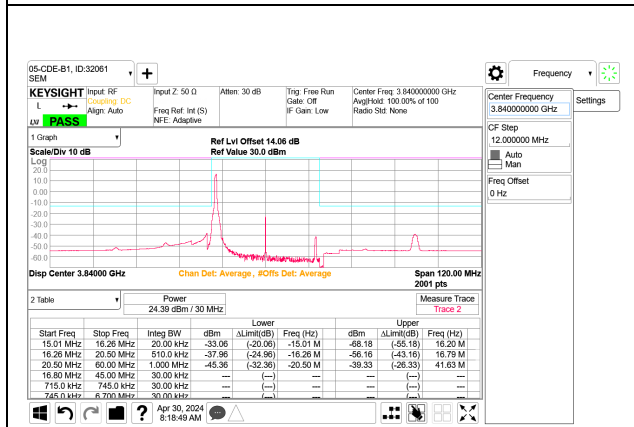 05-CDE-B1, ID:32061
SEM
Frequency
KEYSIGHT Input: RF Input Z: 50 Ω Atten: 30 dB Trig: Free Run Center Freq: 3.840000000 GHz
L Coupling: DC Gate: Off Avg|Hold: 100.00% of 100
Align: Auto Freq Ref: Int (S) IF Gain: Low Radio Std: None
LXI PASS NFE: Adaptive
Center Frequency
3.840000000 GHz
Settings
CF Step
12.000000 MHz
Auto
Man
Freq Offset
0 Hz
1 Graph
Ref Lvl Offset 14.06 dB
Scale/Div 10 dB Ref Value 30.0 dBm
Log
20.0
10.0
0.00
-10.0
-20.0
-30.0
-40.0
-50.0
-60.0
Disp Center 3.84000 GHz Chan Det: Average, #Offs Det: Average Span 120.00 MHz
2001 pts
2 Table Power Measure Trace
24.39 dBm / 30 MHz Trace 2
Lower Upper
Start Freq Stop Freq Integ BW dBm ΔLimit(dB) Freq (Hz) dBm ΔLimit(dB) Freq (Hz)
15.01 MHz 16.26 MHz 20.00 kHz -33.06 (-20.06) -15.01 M -68.18 (-55.18) 16.20 M
16.26 MHz 20.50 MHz 510.0 kHz -37.96 (-24.96) -16.26 M -56.16 (-43.16) 16.79 M
20.50 MHz 60.00 MHz 1.000 MHz -45.36 (-32.36) -20.50 M -39.33 (-26.33) 41.63 M
16.80 MHz 45.00 MHz 30.00 kHz --- (---) --- (---)
715.0 kHz 745.0 kHz 30.00 kHz --- (---) --- (---)
745.0 kHz 6.700 MHz 30.00 kHz --- (---) --- (---)
? Apr 30, 2024
8:18:49 AM